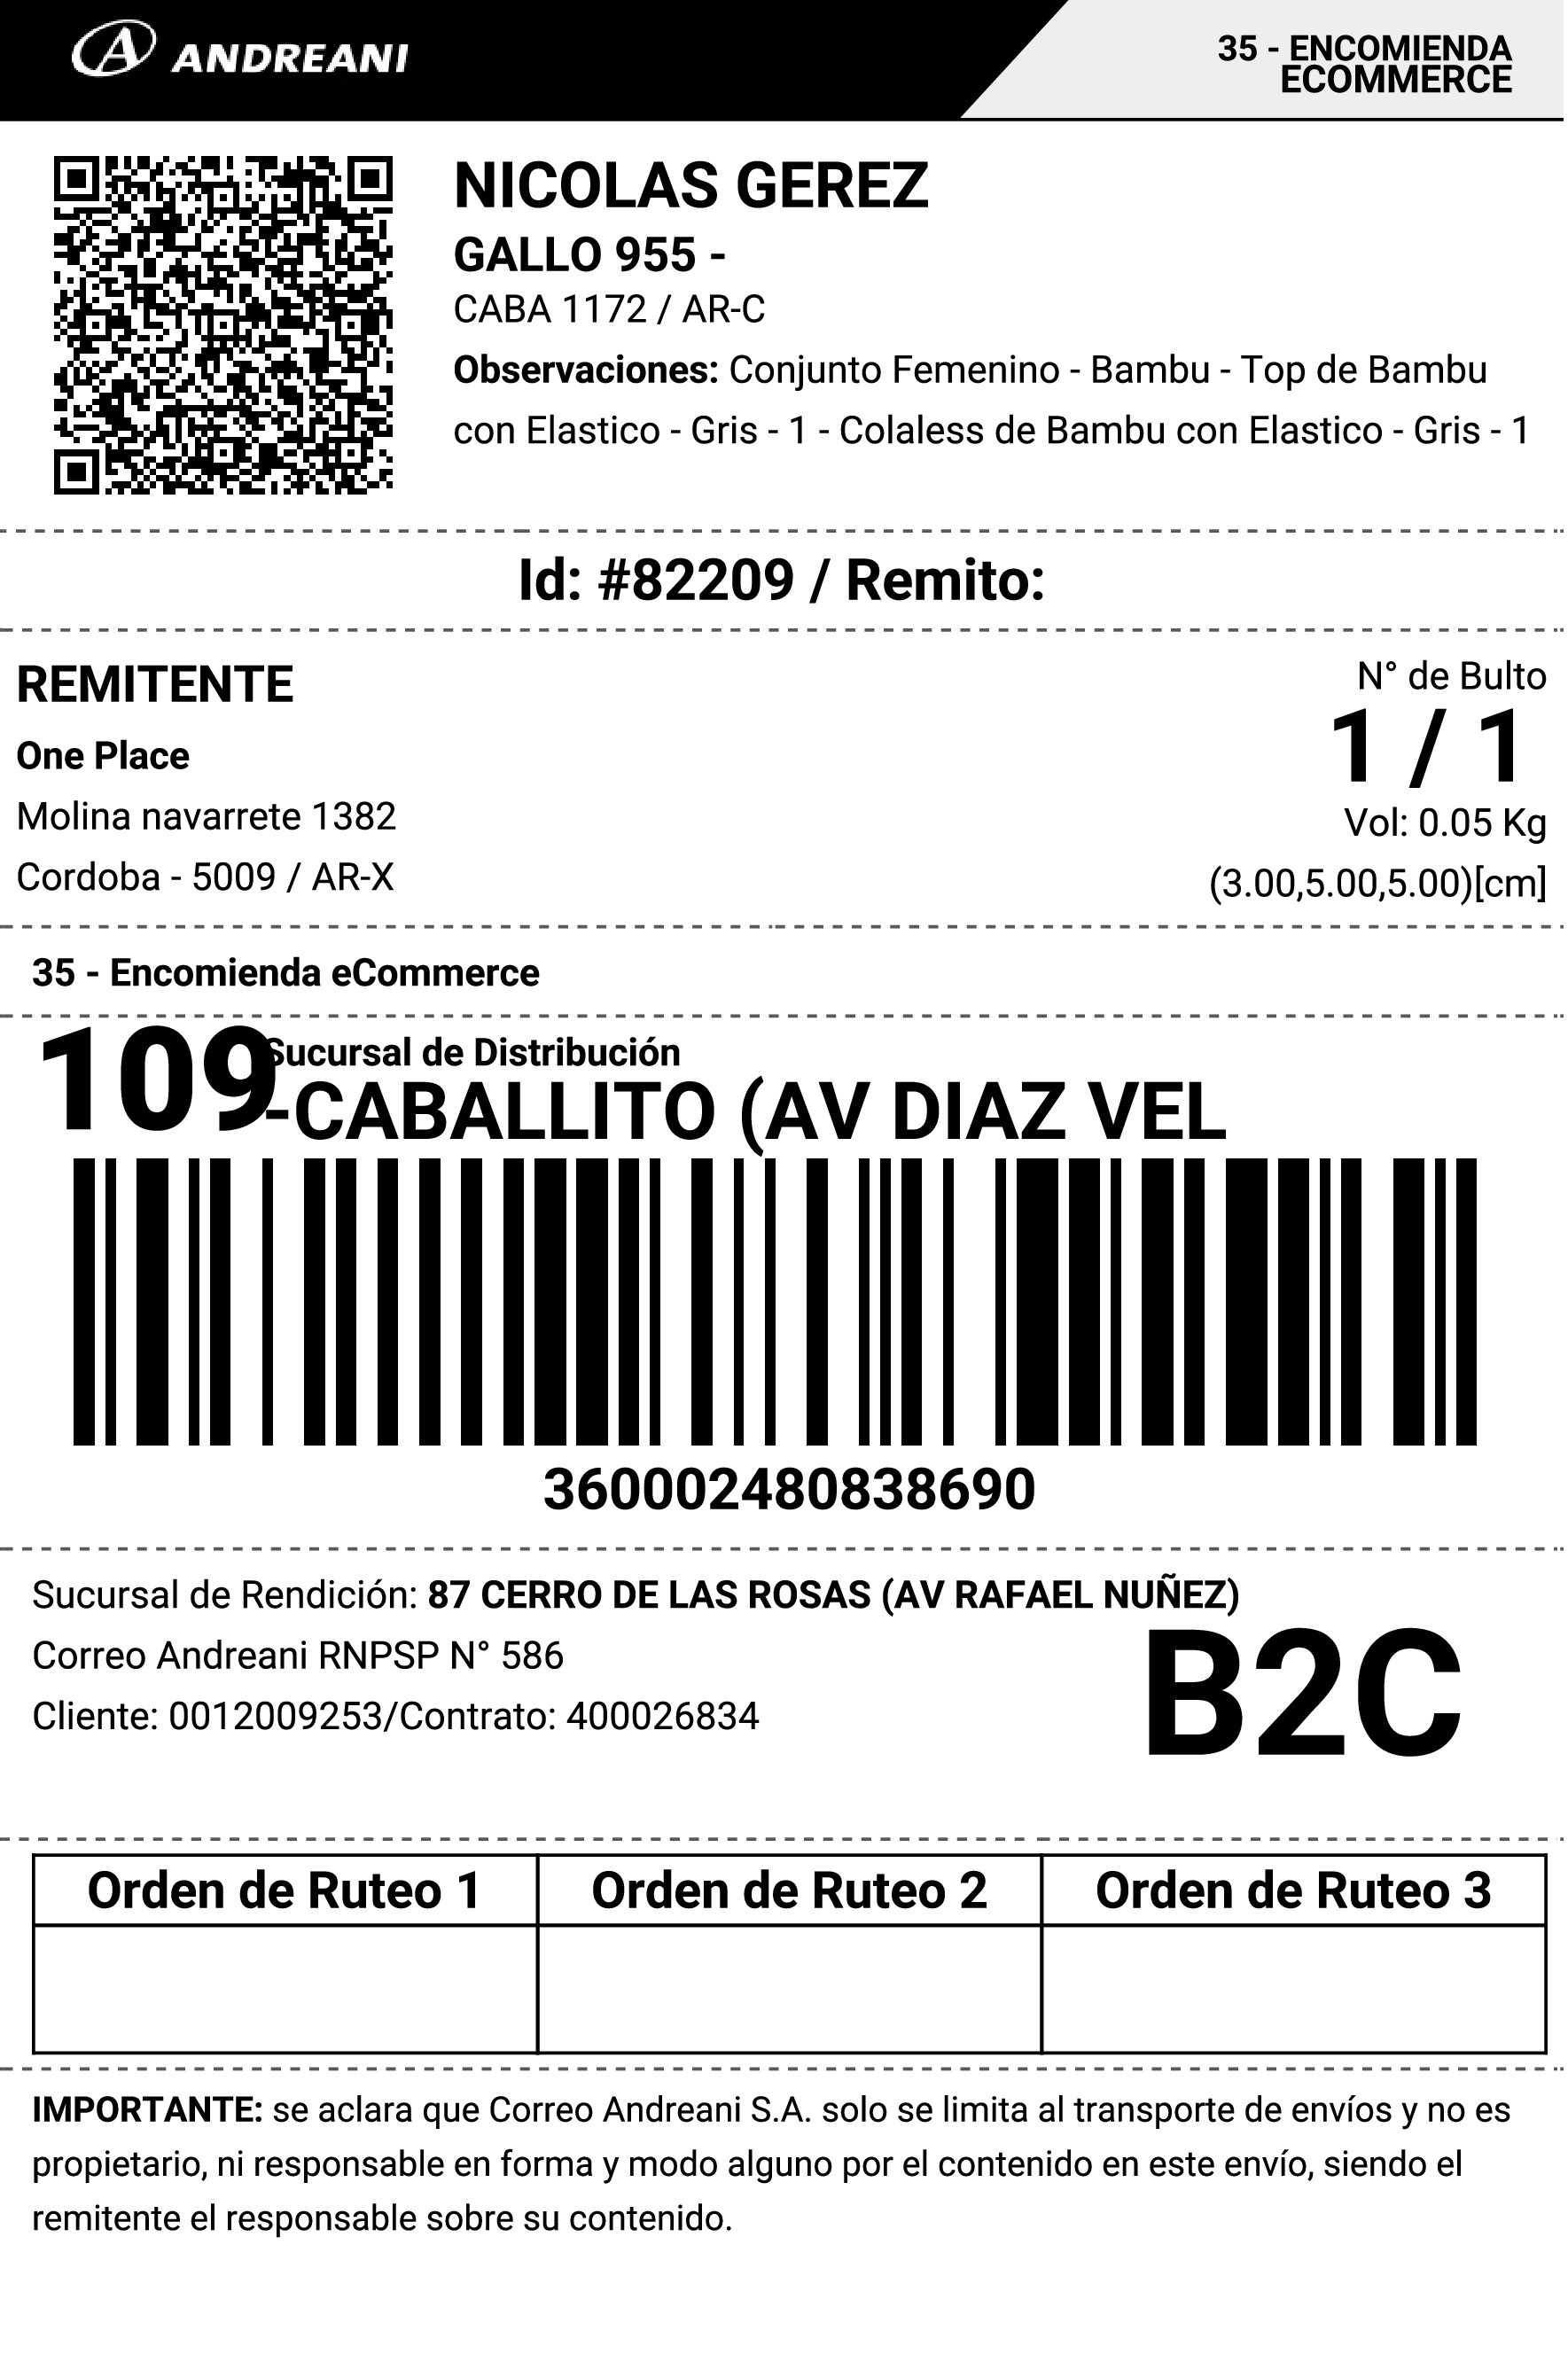 ANDREANI
35 - ENCOMIENDA
ECOMMERCE
NICOLAS GEREZ
GALLO 955 -
CABA 1172 / AR-C
Observaciones: Conjunto Femenino - Bambu - Top de Bambu
con Elastico - Gris - 1 - Colaless de Bambu con Elastico - Gris - 1
Id: #82209 / Remito:
REMITENTE
One Place
Molina navarrete 1382
Cordoba - 5009 / AR-X
N° de Bulto
1 / 1
Vol: 0.05 Kg
(3.00,5.00,5.00)[cm]
35 - Encomienda eCommerce
109
Sucursal de Distribución
-CABALLITO (AV DIAZ VEL
360002480838690
Sucursal de Rendición: 87 CERRO DE LAS ROSAS (AV RAFAEL NUÑEZ)
Correo Andreani RNPSP N° 586
Cliente: 0012009253/Contrato: 400026834
B2C
Orden de Ruteo 1
Orden de Ruteo 2
Orden de Ruteo 3
IMPORTANTE: se aclara que Correo Andreani S.A. solo se limita al transporte de envíos y no es
propietario, ni responsable en forma y modo alguno por el contenido en este envío, siendo el
remitente el responsable sobre su contenido.